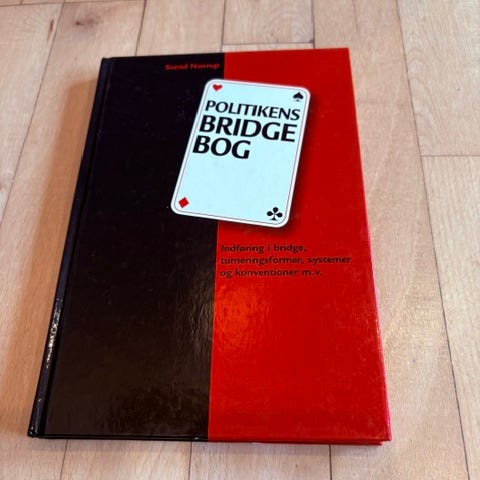 Svend Novrup
POLITIKENS
BRIDGE
BOG
Indføring i bridge,
turneringsformer, systemer
og konventioner m.v.